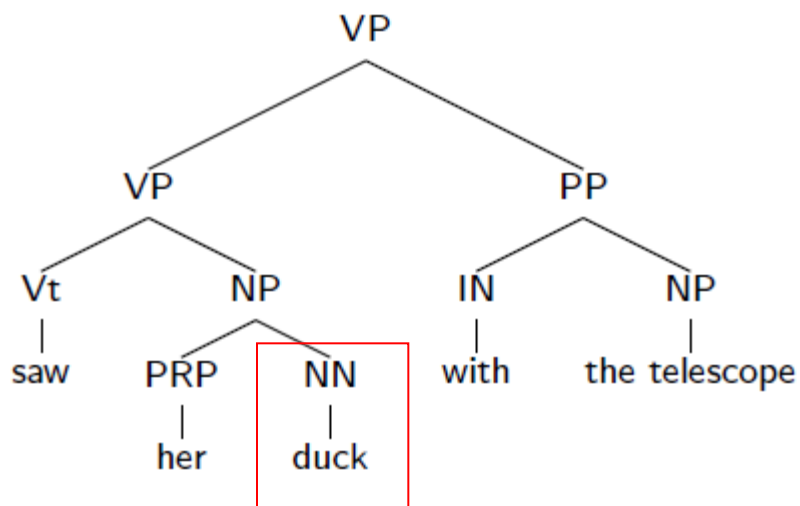 VP
VP PP
Vt NP IN NP
saw PRP NN with the telescope
her duck